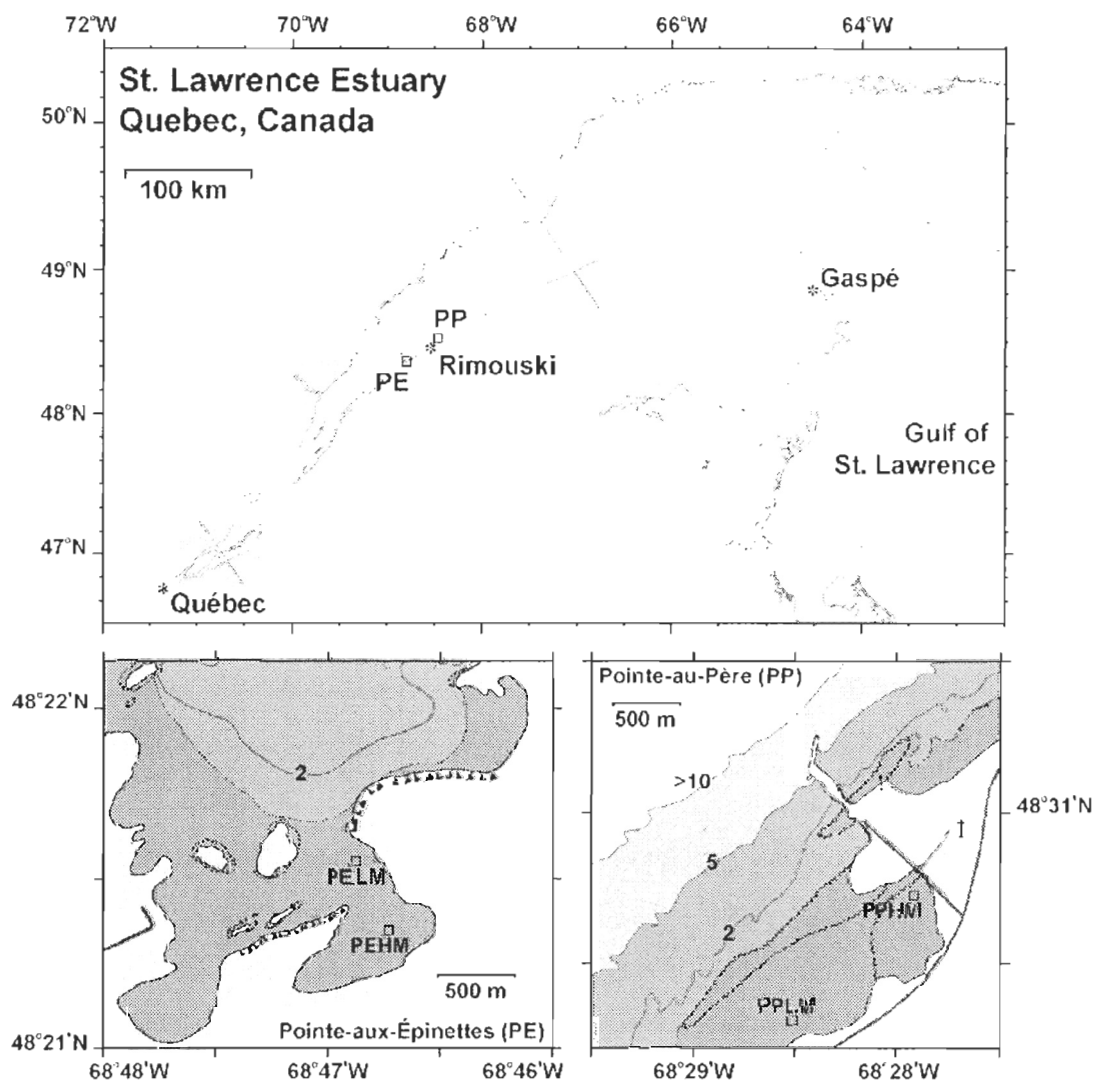 72°W 70°W 68°W 66°W 64°W
St. Lawrence Estuary
Quebec, Canada
50°N
100 km
49°N
Gaspé
PP
Rimouski
PE
48°N
Gulf of
St. Lawrence
47°N
Québec
48°22'N
2
PELM
PEHM
500 m
Pointe-aux-Épinettes (PE)
48°21'N
68°48'W 68°47'W 68°46'W
Pointe-au-Père (PP)
500 m
>10
48°31'N
5
PPHM
2
PPLM
68°29'W 68°28'W